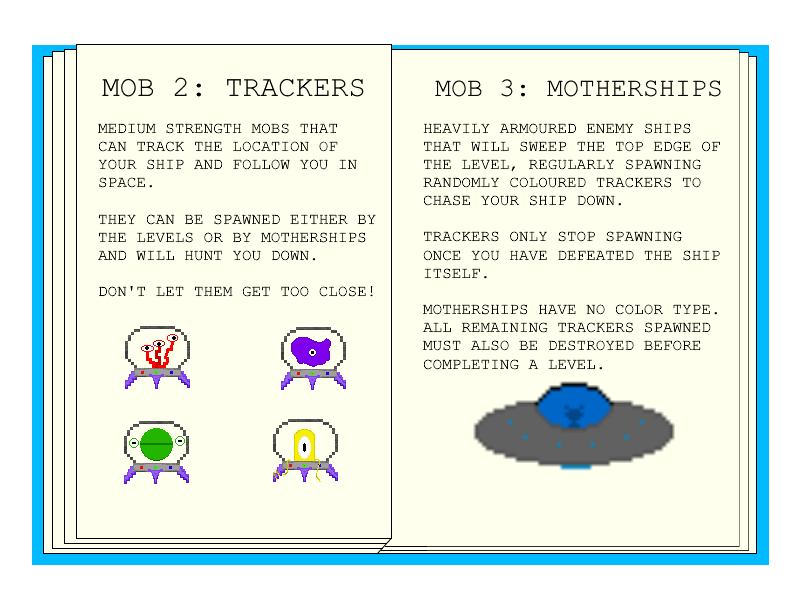 MOB 2: TRACKERS
MEDIUM STRENGTH MOBS THAT
CAN TRACK THE LOCATION OF
YOUR SHIP AND FOLLOW YOU IN
SPACE.
THEY CAN BE SPAWNED EITHER BY
THE LEVELS OR BY MOTHERSHIPS
AND WILL HUNT YOU DOWN.
DON'T LET THEM GET TOO CLOSE!
MOB 3: MOTHERSHIPS
HEAVILY ARMOURED ENEMY SHIPS
THAT WILL SWEEP THE TOP EDGE OF
THE LEVEL, REGULARLY SPAWNING
RANDOMLY COLOURED TRACKERS TO
CHASE YOUR SHIP DOWN.
TRACKERS ONLY STOP SPAWNING
ONCE YOU HAVE DEFEATED THE SHIP
ITSELF.
MOTHERSHIPS HAVE NO COLOR TYPE.
ALL REMAINING TRACKERS SPAWNED
MUST ALSO BE DESTROYED BEFORE
COMPLETING A LEVEL.